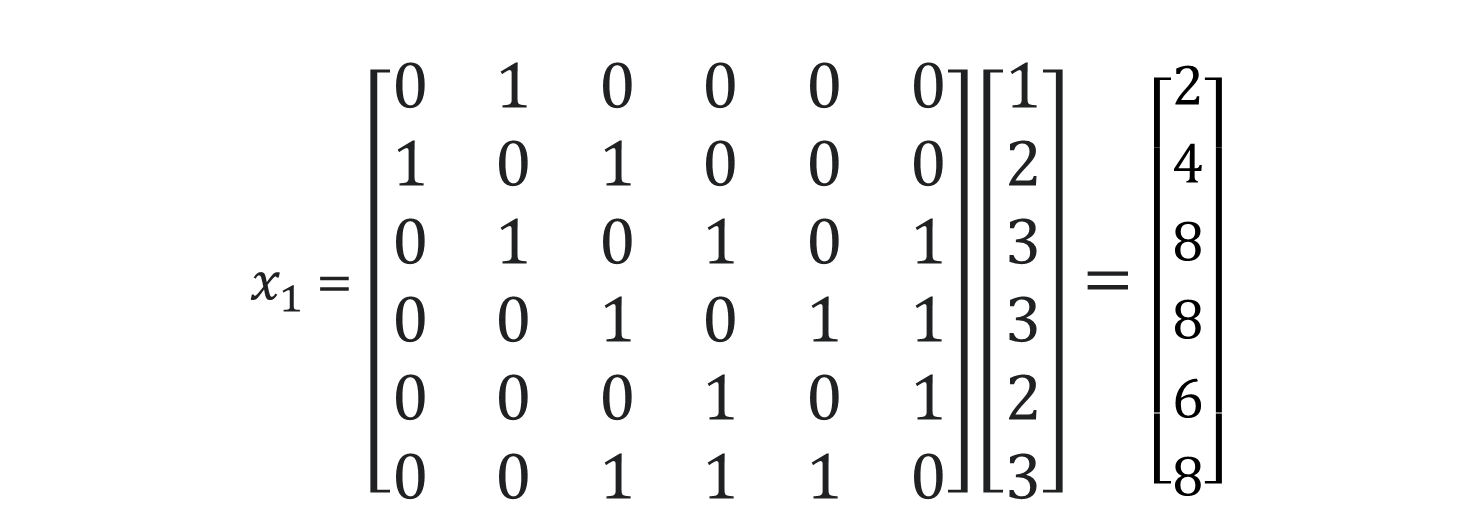 0 1 0 0 0 0 1 2
1 0 1 0 0 0 2 4
0 1 0 1 0 1 3 8
x₁ = =
0 0 1 0 1 1 3 8
0 0 0 1 0 1 2 6
0 0 1 1 1 0 3 8